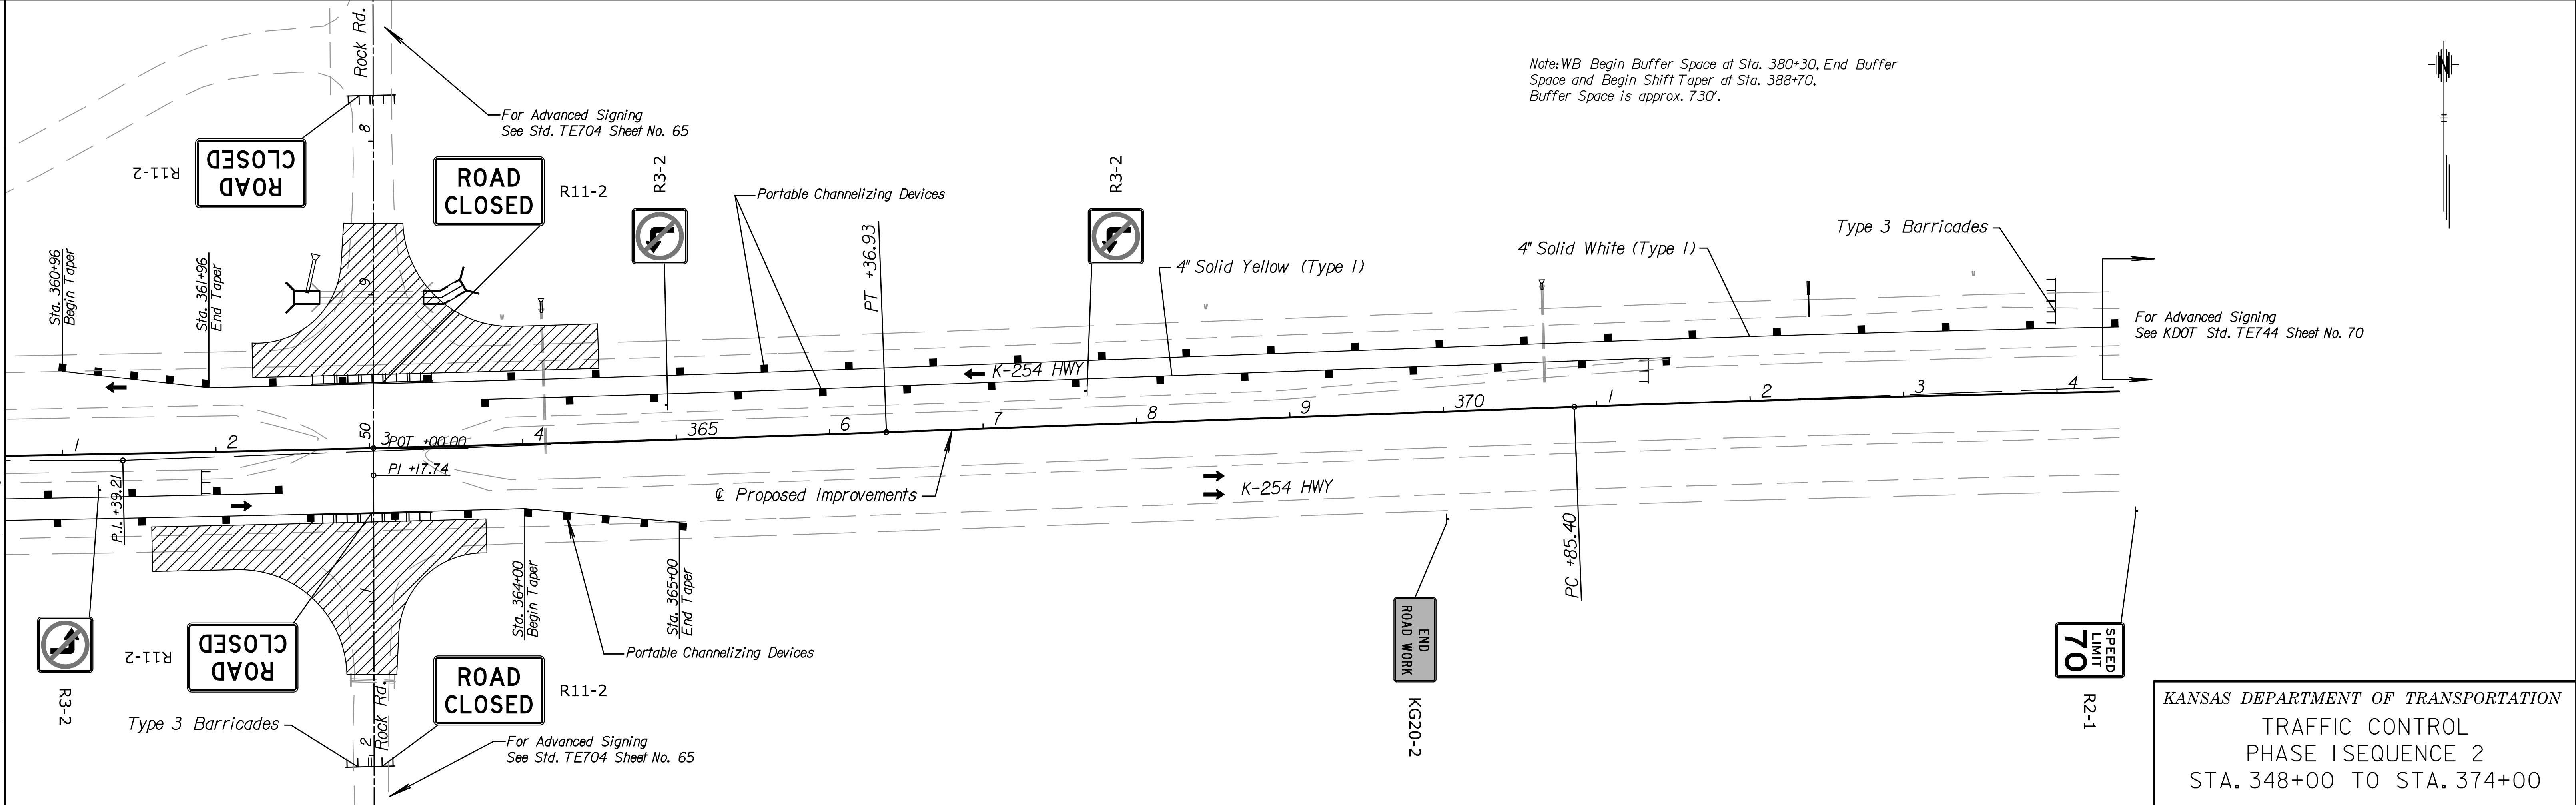 Rock Rd.
Note: WB Begin Buffer Space at Sta. 380+30, End Buffer
Space and Begin Shift Taper at Sta. 388+70,
Buffer Space is approx. 730'.
N
For Advanced Signing
See Std. TE704 Sheet No. 65
8
ROAD
CLOSED
R11-2
ROAD
CLOSED
R11-2
R3-2
R3-2
Portable Channelizing Devices
Sta. 360+96
Begin Taper
Sta. 361+96
End Taper
9
PT +36.93
4" Solid Yellow (Type I)
4" Solid White (Type I)
Type 3 Barricades
For Advanced Signing
See KDOT Std. TE744 Sheet No. 70
K-254 HWY
1
2
50
3
4
365
6
7
8
9
370
1
2
3
4
POT +00.00
PI +17.74
P.I. +39.21
℄ Proposed Improvements
K-254 HWY
PC +85.40
1
Sta. 364+00
Begin Taper
Sta. 365+00
End Taper
Portable Channelizing Devices
R3-2
ROAD
CLOSED
R11-2
ROAD
CLOSED
R11-2
Type 3 Barricades
2
Rock Rd.
For Advanced Signing
See Std. TE704 Sheet No. 65
END
ROAD WORK
KG20-2
SPEED
LIMIT
70
R2-1
KANSAS DEPARTMENT OF TRANSPORTATION
TRAFFIC CONTROL
PHASE I SEQUENCE 2
STA. 348+00 TO STA. 374+00